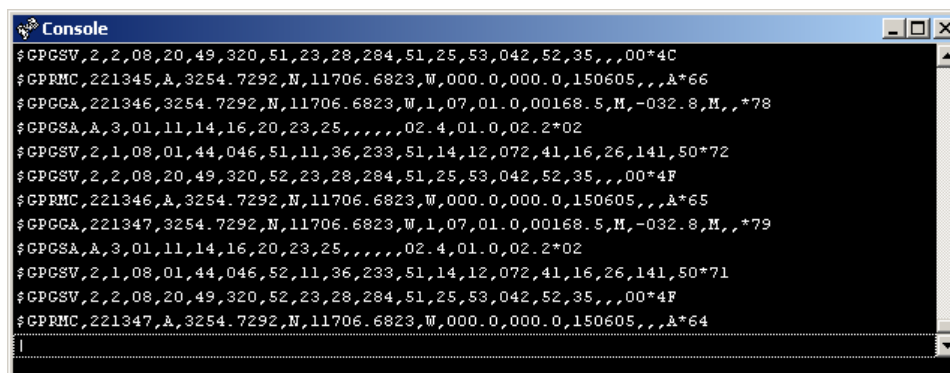 Console
$GPGSV,2,2,08,20,49,320,51,23,28,284,51,25,53,042,52,35,,,00*4C
$GPRMC,221345,A,3254.7292,N,11706.6823,W,000.0,000.0,150605,,,A*66
$GPGGA,221346,3254.7292,N,11706.6823,W,1,07,01.0,00168.5,M,-032.8,M,,*78
$GPGSA,A,3,01,11,14,16,20,23,25,,,,,,02.4,01.0,02.2*02
$GPGSV,2,1,08,01,44,046,51,11,36,233,51,14,12,072,41,16,26,141,50*72
$GPGSV,2,2,08,20,49,320,52,23,28,284,51,25,53,042,52,35,,,00*4F
$GPRMC,221346,A,3254.7292,N,11706.6823,W,000.0,000.0,150605,,,A*65
$GPGGA,221347,3254.7292,N,11706.6823,W,1,07,01.0,00168.5,M,-032.8,M,,*79
$GPGSA,A,3,01,11,14,16,20,23,25,,,,,,02.4,01.0,02.2*02
$GPGSV,2,1,08,01,44,046,52,11,36,233,51,14,12,072,41,16,26,141,50*71
$GPGSV,2,2,08,20,49,320,52,23,28,284,51,25,53,042,52,35,,,00*4F
$GPRMC,221347,A,3254.7292,N,11706.6823,W,000.0,000.0,150605,,,A*64